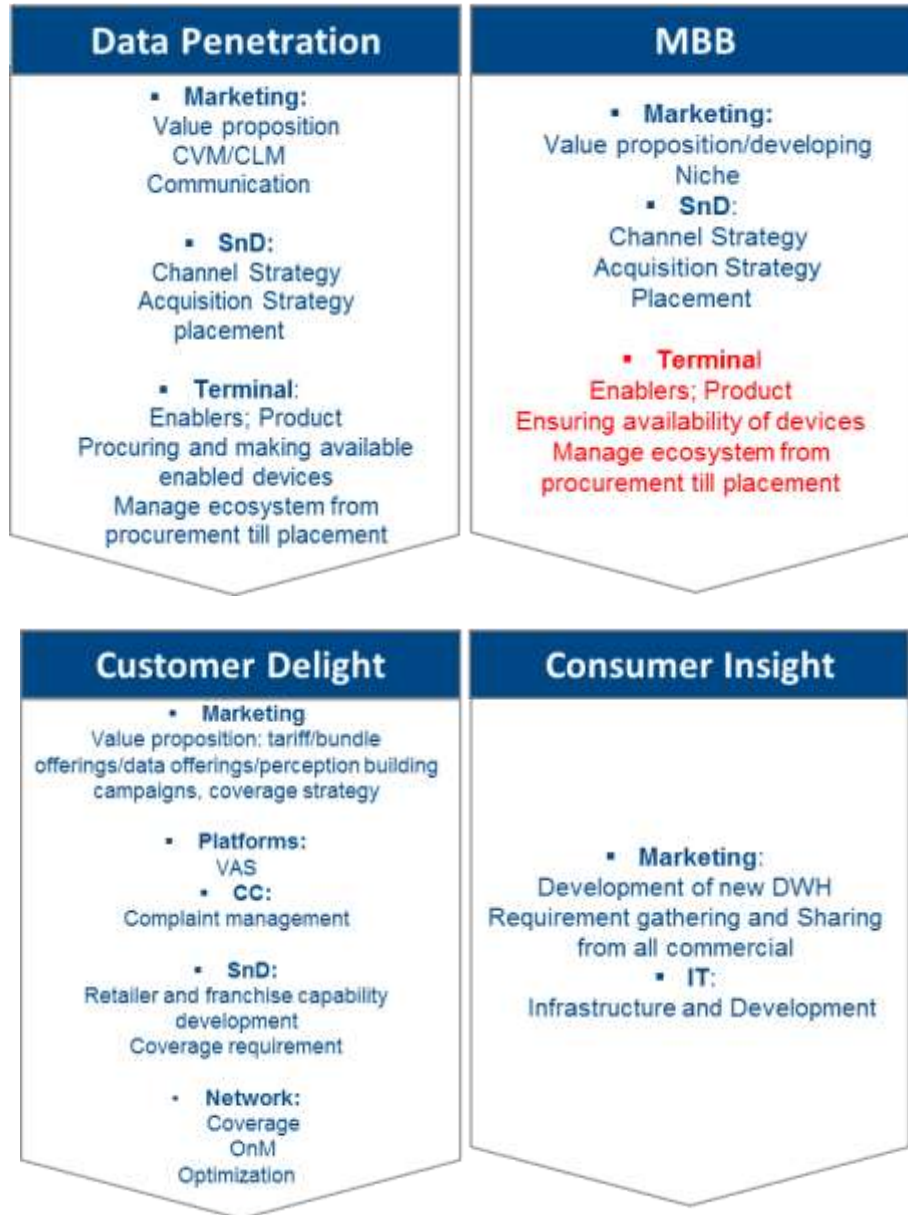 Data Penetration
▪ Marketing:
Value proposition
CVM/CLM
Communication
▪ SnD:
Channel Strategy
Acquisition Strategy
placement
▪ Terminal:
Enablers; Product
Procuring and making available
enabled devices
Manage ecosystem from
procurement till placement
MBB
▪ Marketing:
Value proposition/developing
Niche
▪ SnD:
Channel Strategy
Acquisition Strategy
Placement
▪ Terminal
Enablers; Product
Ensuring availability of devices
Manage ecosystem from
procurement till placement
Customer Delight
▪ Marketing
Value proposition: tariff/bundle
offerings/data offerings/perception building
campaigns, coverage strategy
▪ Platforms:
VAS
▪ CC:
Complaint management
▪ SnD:
Retailer and franchise capability
development
Coverage requirement
▪ Network:
Coverage
OnM
Optimization
Consumer Insight
▪ Marketing:
Development of new DWH
Requirement gathering and Sharing
from all commercial
▪ IT:
Infrastructure and Development